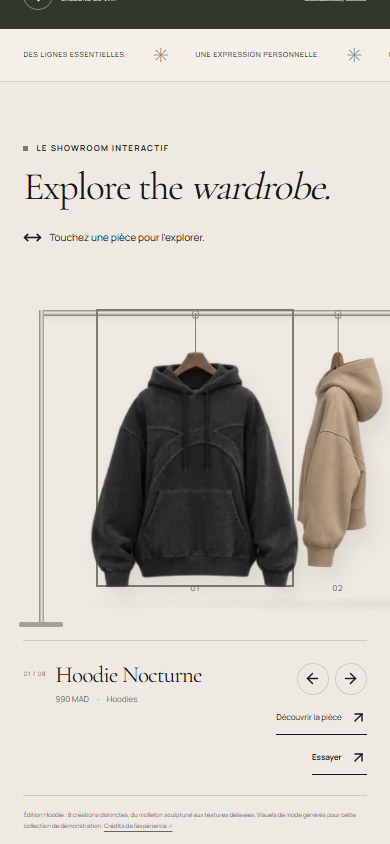 DES LIGNES ESSENTIELLES.
UNE EXPRESSION PERSONNELLE.
LE SHOWROOM INTERACTIF
Explore the wardrobe.
Touchez une pièce pour l'explorer.
01
02
01 / 08
Hoodie Nocturne
990 MAD · Hoodies
Découvrir la pièce
Essayer
Édition Hoodie : 8 créations distinctes, du molleton sculptural aux textures délavées. Visuels de mode générés pour cette
collection de démonstration. Crédits de l'expérience ↗